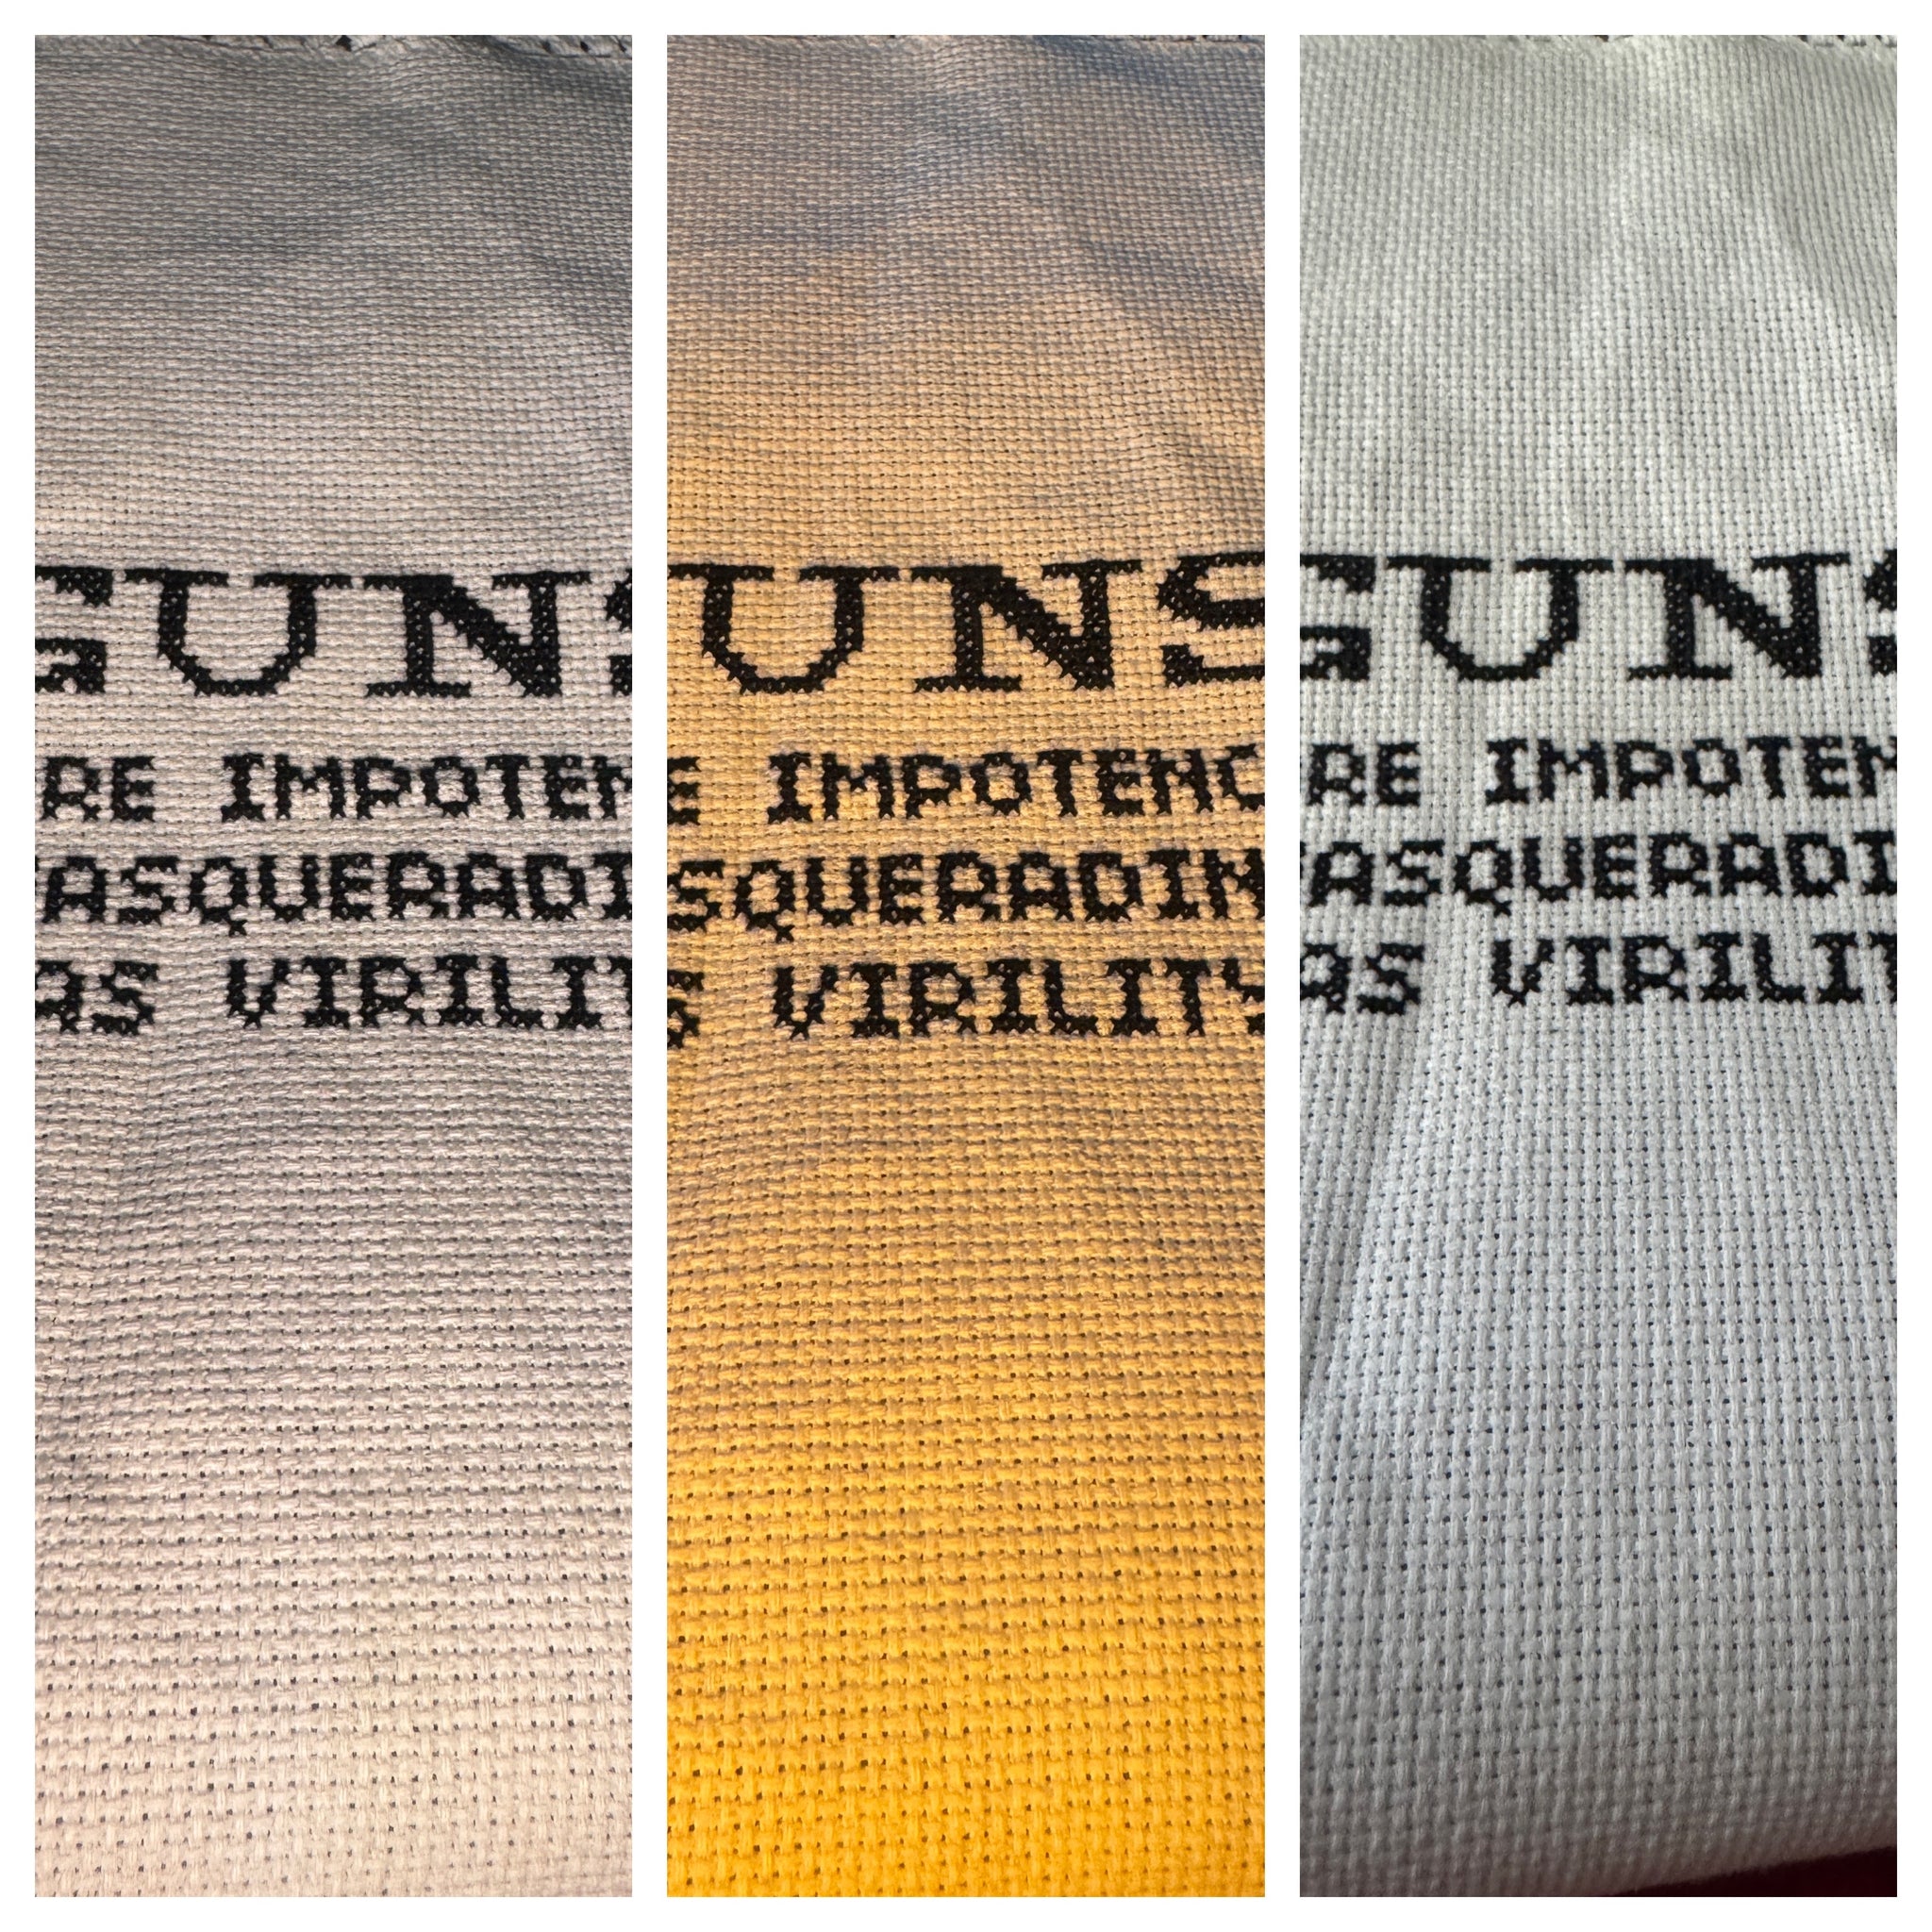 GUNS
RE IMPOTEN
ASQUERADI
AS VIRILIT
UNS
E IMPOTENC
SQUERADIN
S VIRILITY
GUNS
RE IMPOTEN
ASQUERADI
AS VIRILIT